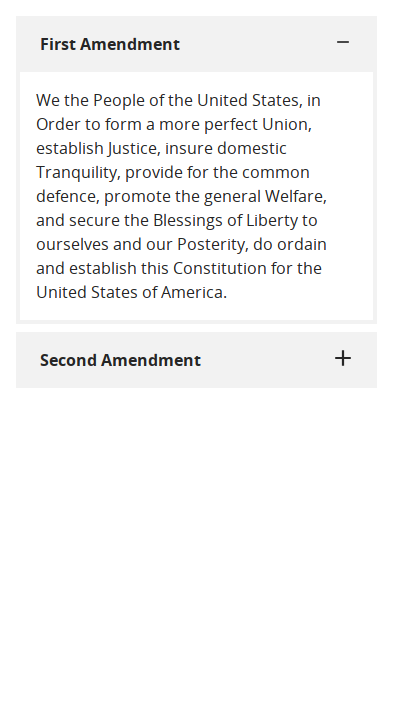 First Amendment
We the People of the United States, in
Order to form a more perfect Union,
establish Justice, insure domestic
Tranquility, provide for the common
defence, promote the general Welfare,
and secure the Blessings of Liberty to
ourselves and our Posterity, do ordain
and establish this Constitution for the
United States of America.
Second Amendment